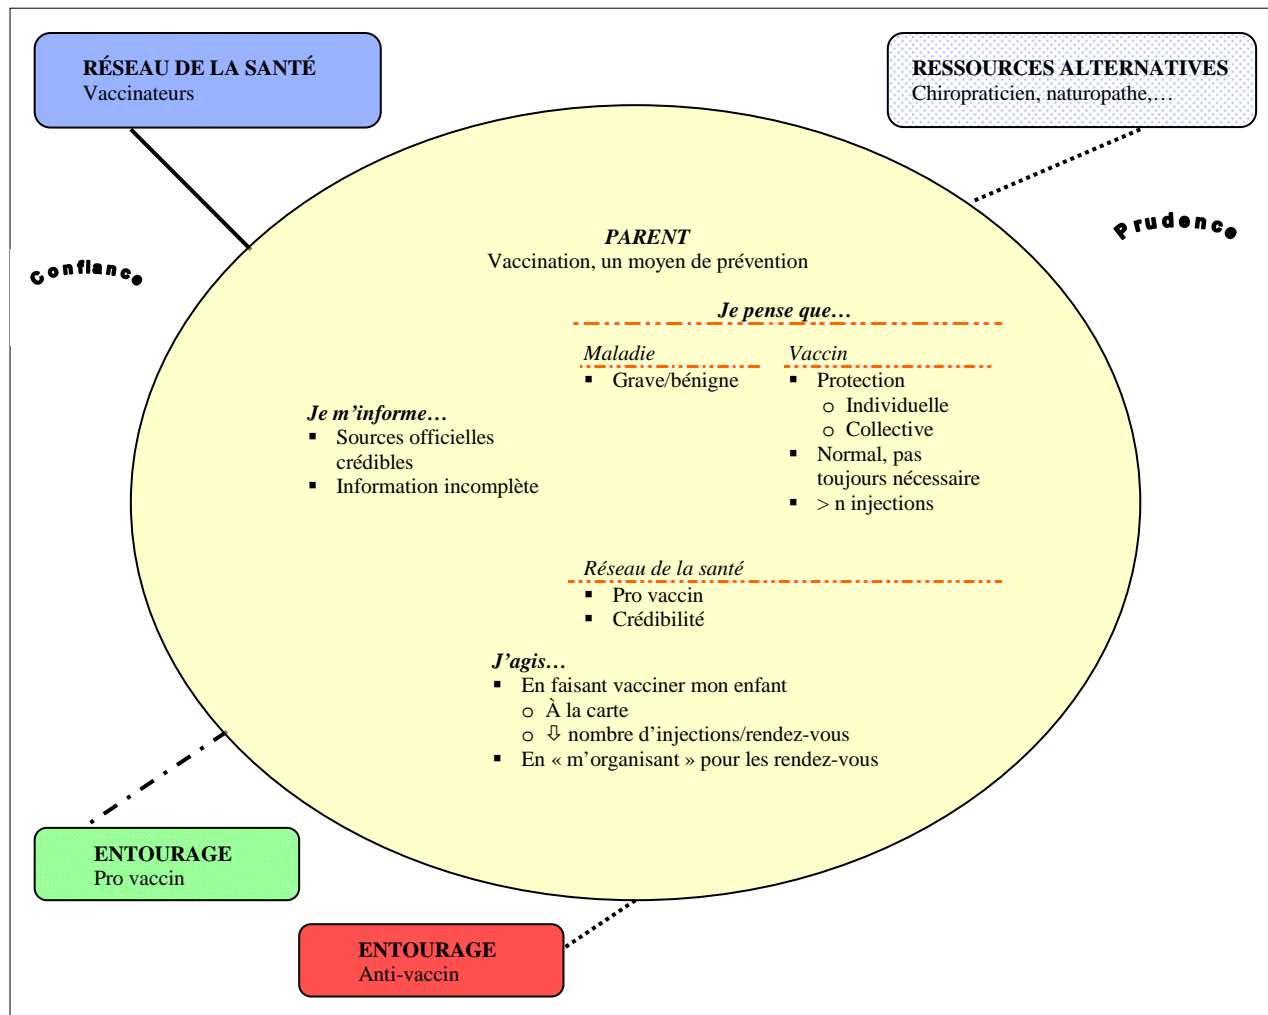 RÉSEAU DE LA SANTÉ
Vaccinateurs
RESSOURCES ALTERNATIVES
Chiropraticien, naturopathe,…
Confiance
Prudence
PARENT
Vaccination, un moyen de prévention
Je pense que…
Maladie
▪ Grave/bénigne
Vaccin
▪ Protection
o Individuelle
o Collective
▪ Normal, pas
toujours nécessaire
▪ > n injections
Je m’informe…
▪ Sources officielles
crédibles
▪ Information incomplète
Réseau de la santé
▪ Pro vaccin
▪ Crédibilité
J’agis…
▪ En faisant vacciner mon enfant
o À la carte
o ⇩ nombre d’injections/rendez-vous
▪ En « m’organisant » pour les rendez-vous
ENTOURAGE
Pro vaccin
ENTOURAGE
Anti-vaccin